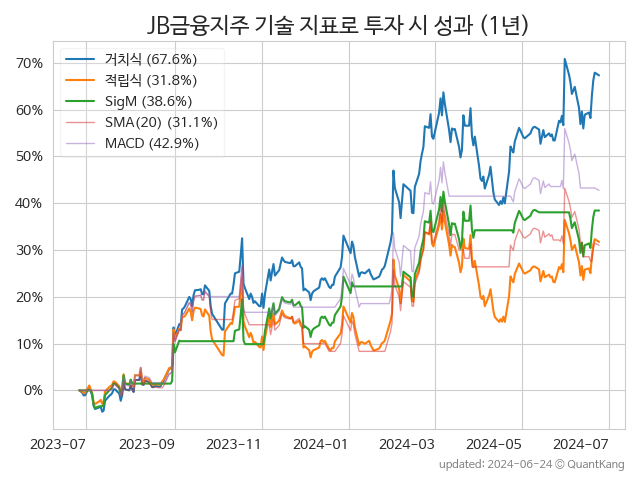 JB금융지주 기술 지표로 투자 시 성과 (1년)
거치식 (67.6%)
적립식 (31.8%)
SigM (38.6%)
SMA(20) (31.1%)
MACD (42.9%)
70%
60%
50%
40%
30%
20%
10%
0%
2023-07 2023-09 2023-11 2024-01 2024-03 2024-05 2024-07
updated: 2024-06-24 © QuantKang